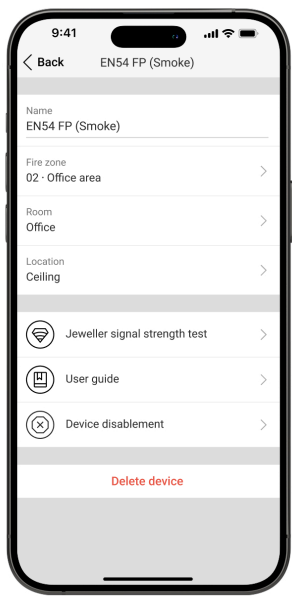 9:41
Back
EN54 FP (Smoke)
Name
EN54 FP (Smoke)
Fire zone
02 · Office area
Room
Office
Location
Ceiling
Jeweller signal strength test
User guide
Device disablement
Delete device